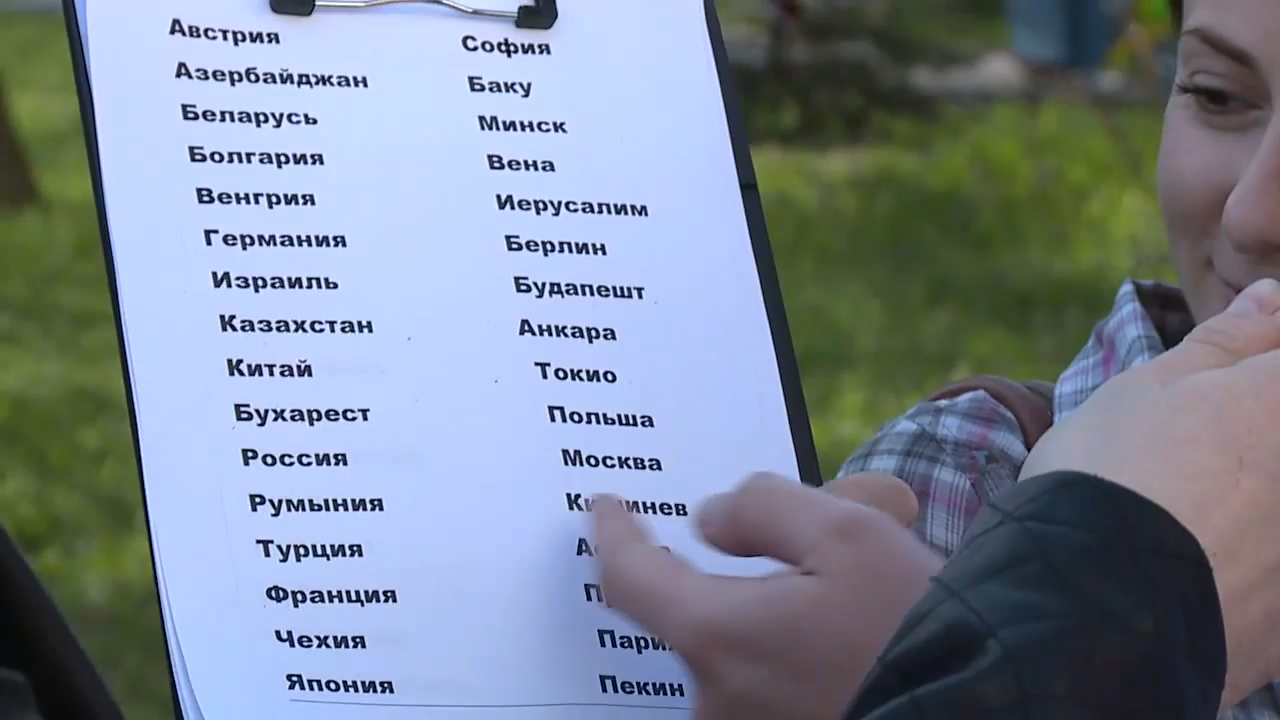 Австрия София
Азербайджан Баку
Беларусь Минск
Болгария Вена
Венгрия Иерусалим
Германия Берлин
Израиль Будапешт
Казахстан Анкара
Китай Токио
Бухарест Польша
Россия Москва
Румыния
Турция
Франция
Чехия
Япония Пекин